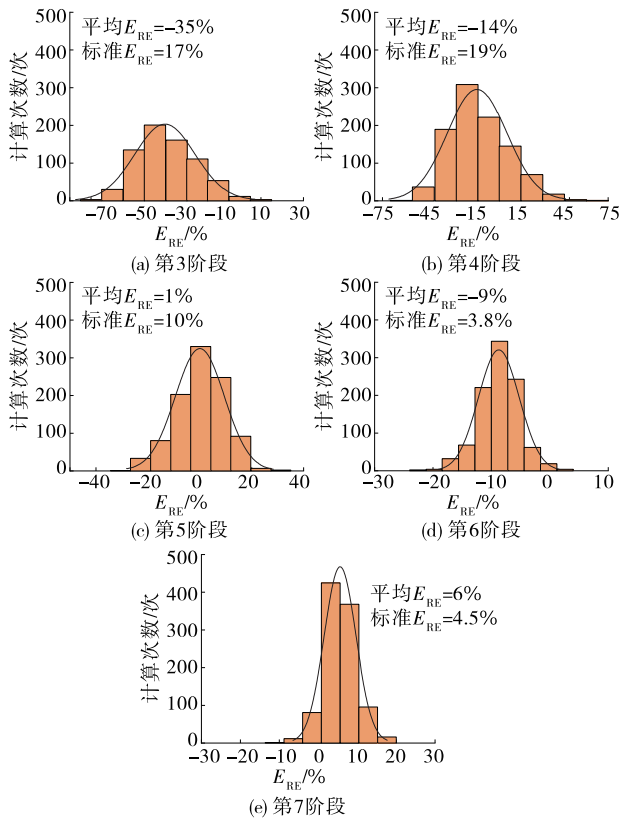 500
400
300
200
100
0
计算次数/次
平均E_RE=−35%
标准E_RE=17%
−70 −50 −30 −10 10 30
E_RE/%
(a) 第3阶段
500
400
300
200
100
0
计算次数/次
平均E_RE=−14%
标准E_RE=19%
−75 −45 −15 15 45 75
E_RE/%
(b) 第4阶段
500
400
300
200
100
0
计算次数/次
平均E_RE=1%
标准E_RE=10%
−40 −20 0 20 40
E_RE/%
(c) 第5阶段
500
400
300
200
100
0
计算次数/次
平均E_RE=−9%
标准E_RE=3.8%
−30 −20 −10 0 10
E_RE/%
(d) 第6阶段
500
400
300
200
100
0
计算次数/次
平均E_RE=6%
标准E_RE=4.5%
−30 −20 −10 0 10 20 30
E_RE/%
(e) 第7阶段